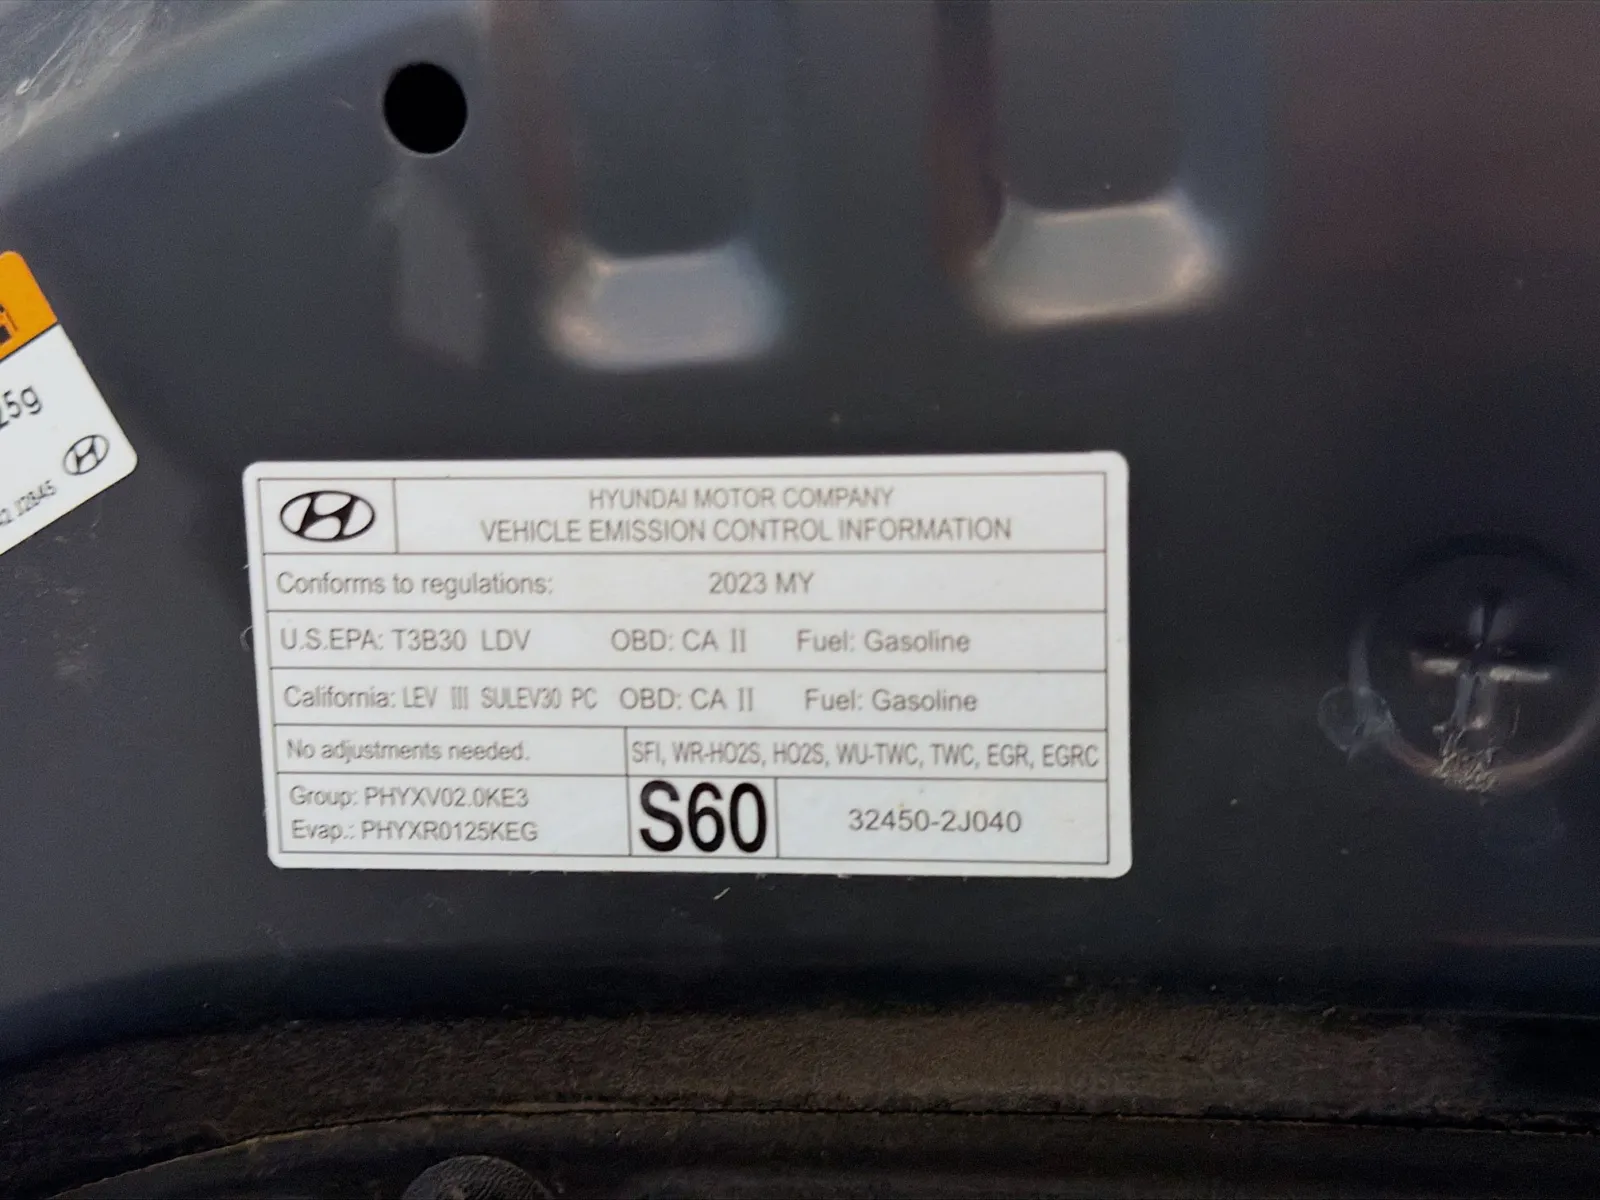 25g
J2845
HYUNDAI MOTOR COMPANY
VEHICLE EMISSION CONTROL INFORMATION
Conforms to regulations: 2023 MY
U.S.EPA: T3B30 LDV OBD: CA II Fuel: Gasoline
California: LEV III SULEV30 PC OBD: CA II Fuel: Gasoline
No adjustments needed. SFI, WR-HO2S, HO2S, WU-TWC, TWC, EGR, EGRC
Group: PHYXV02.0KE3
Evap.: PHYXR0125KEG
S60
32450-2J040